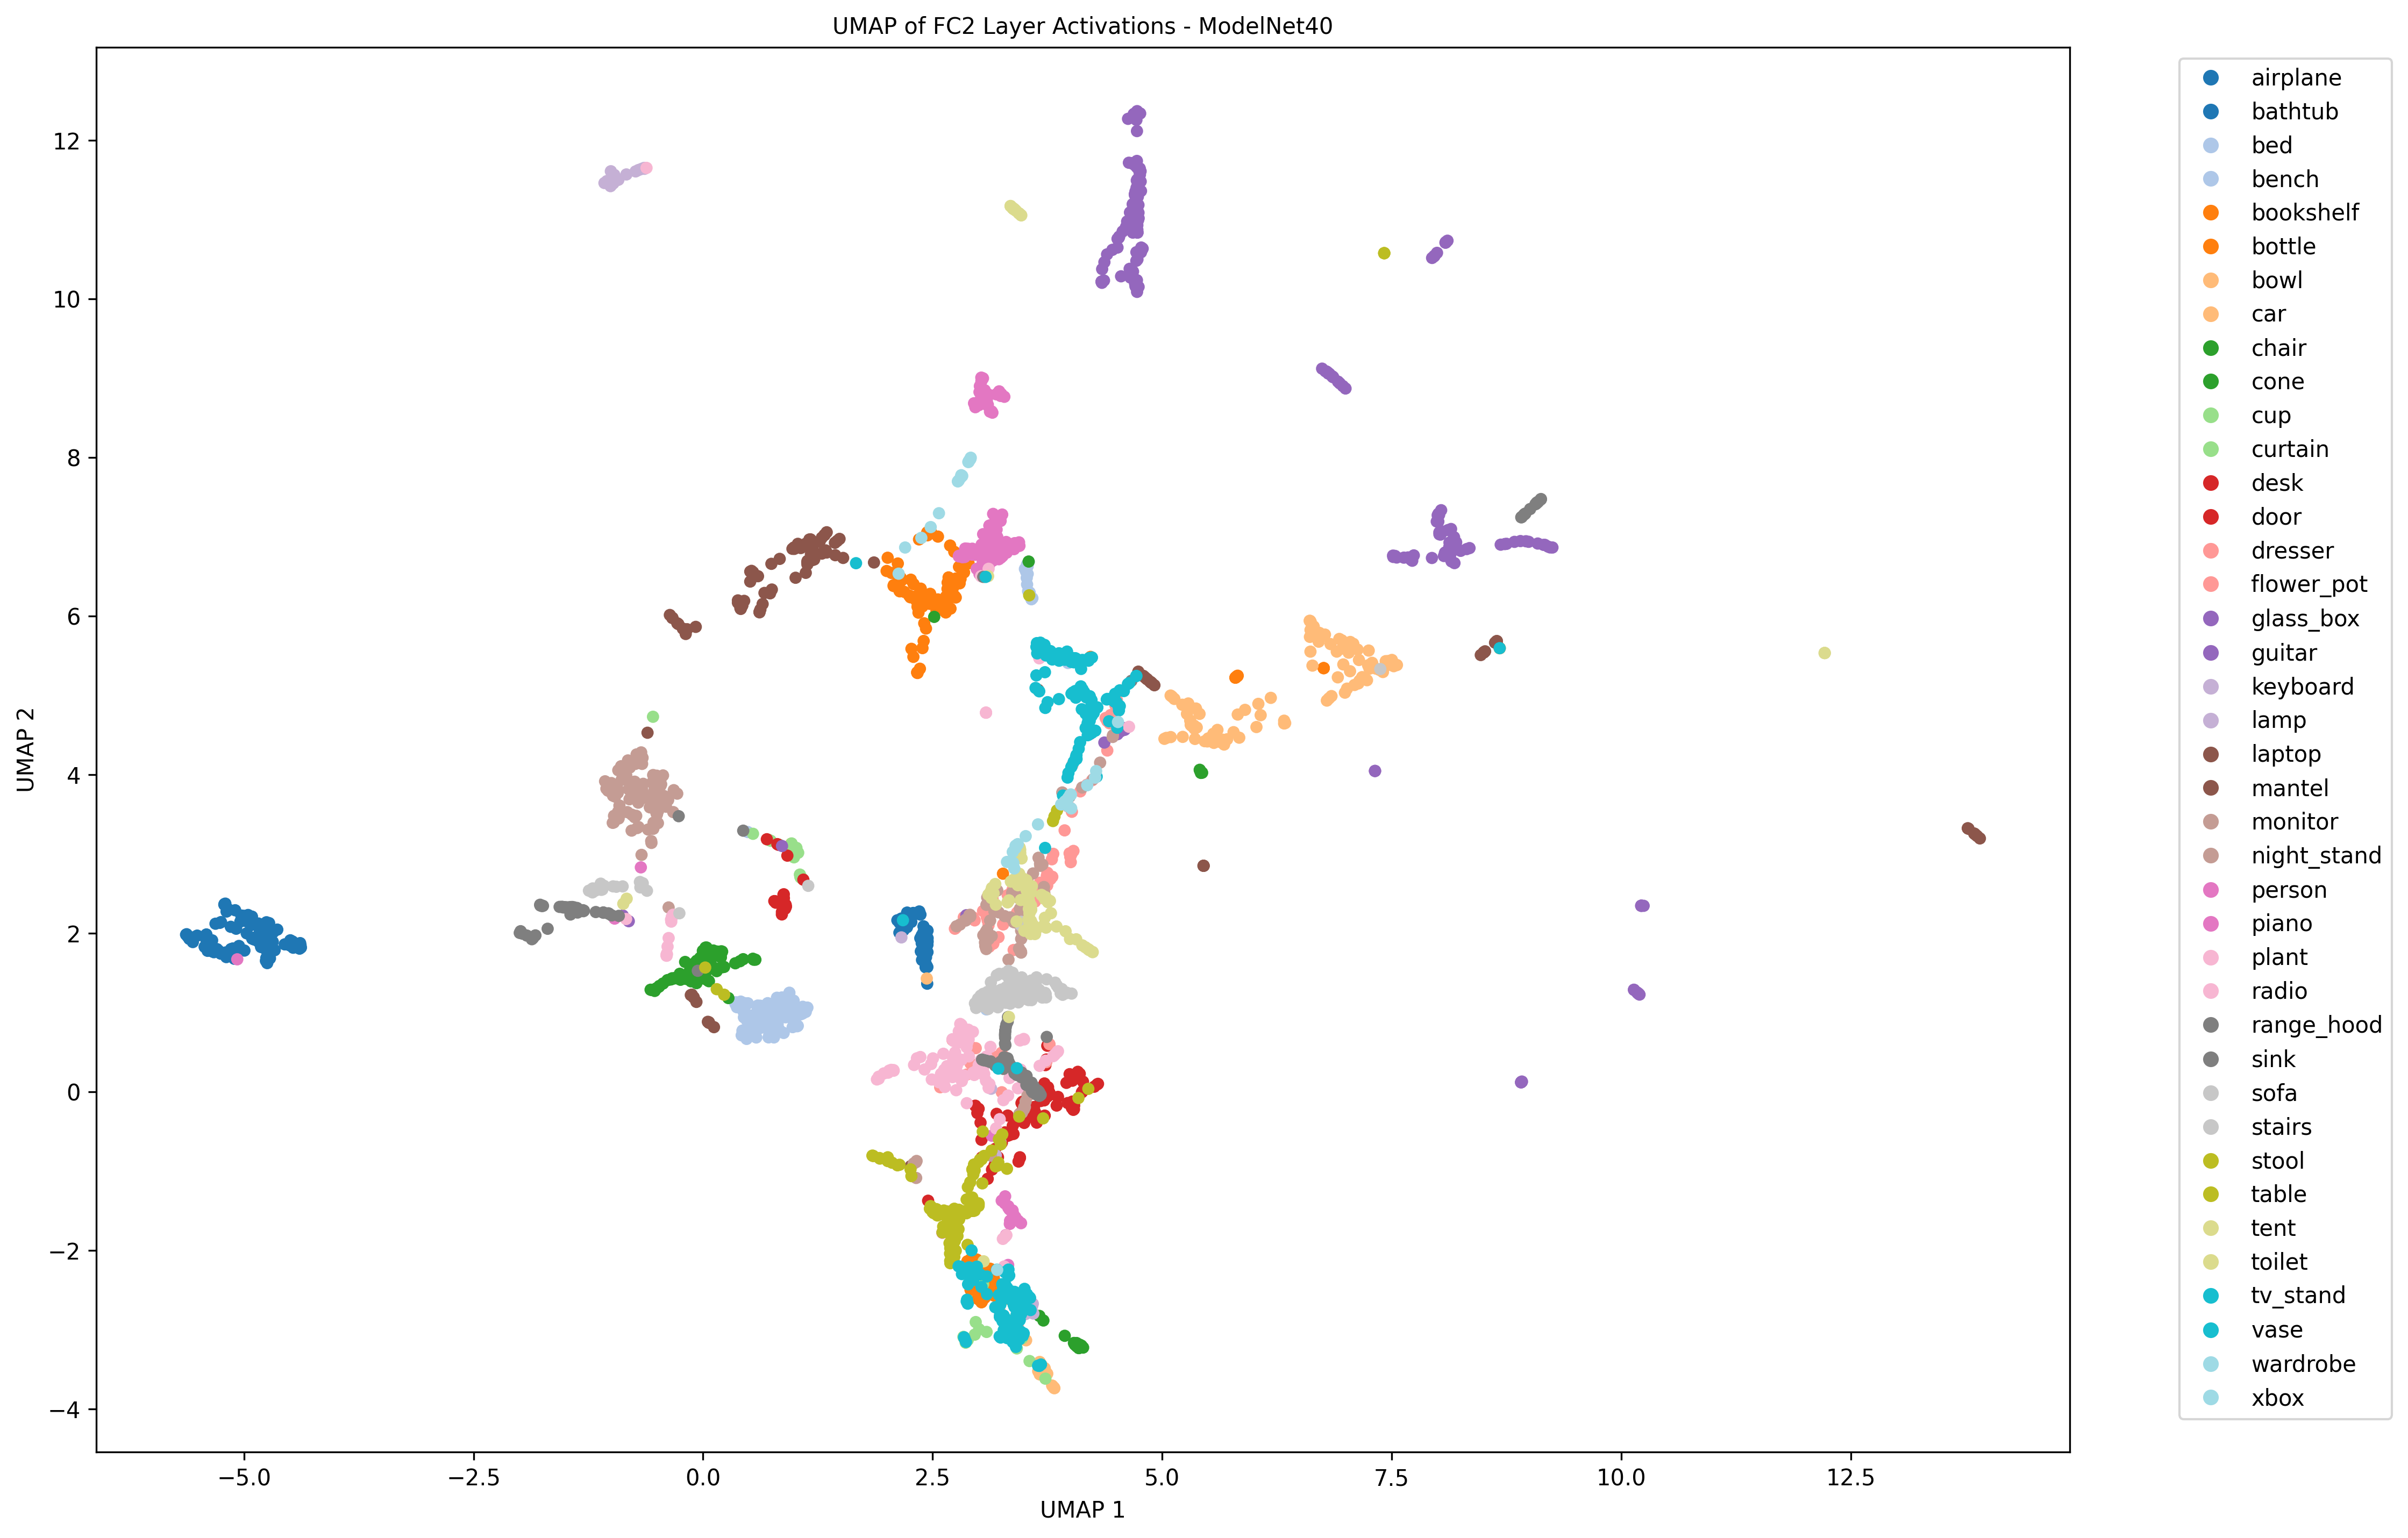 UMAP of FC2 Layer Activations - ModelNet40
UMAP 2
12
10
8
6
4
2
0
−2
−4
−5.0
−2.5
0.0
2.5
5.0
7.5
10.0
12.5
UMAP 1
airplane
bathtub
bed
bench
bookshelf
bottle
bowl
car
chair
cone
cup
curtain
desk
door
dresser
flower_pot
glass_box
guitar
keyboard
lamp
laptop
mantel
monitor
night_stand
person
piano
plant
radio
range_hood
sink
sofa
stairs
stool
table
tent
toilet
tv_stand
vase
wardrobe
xbox